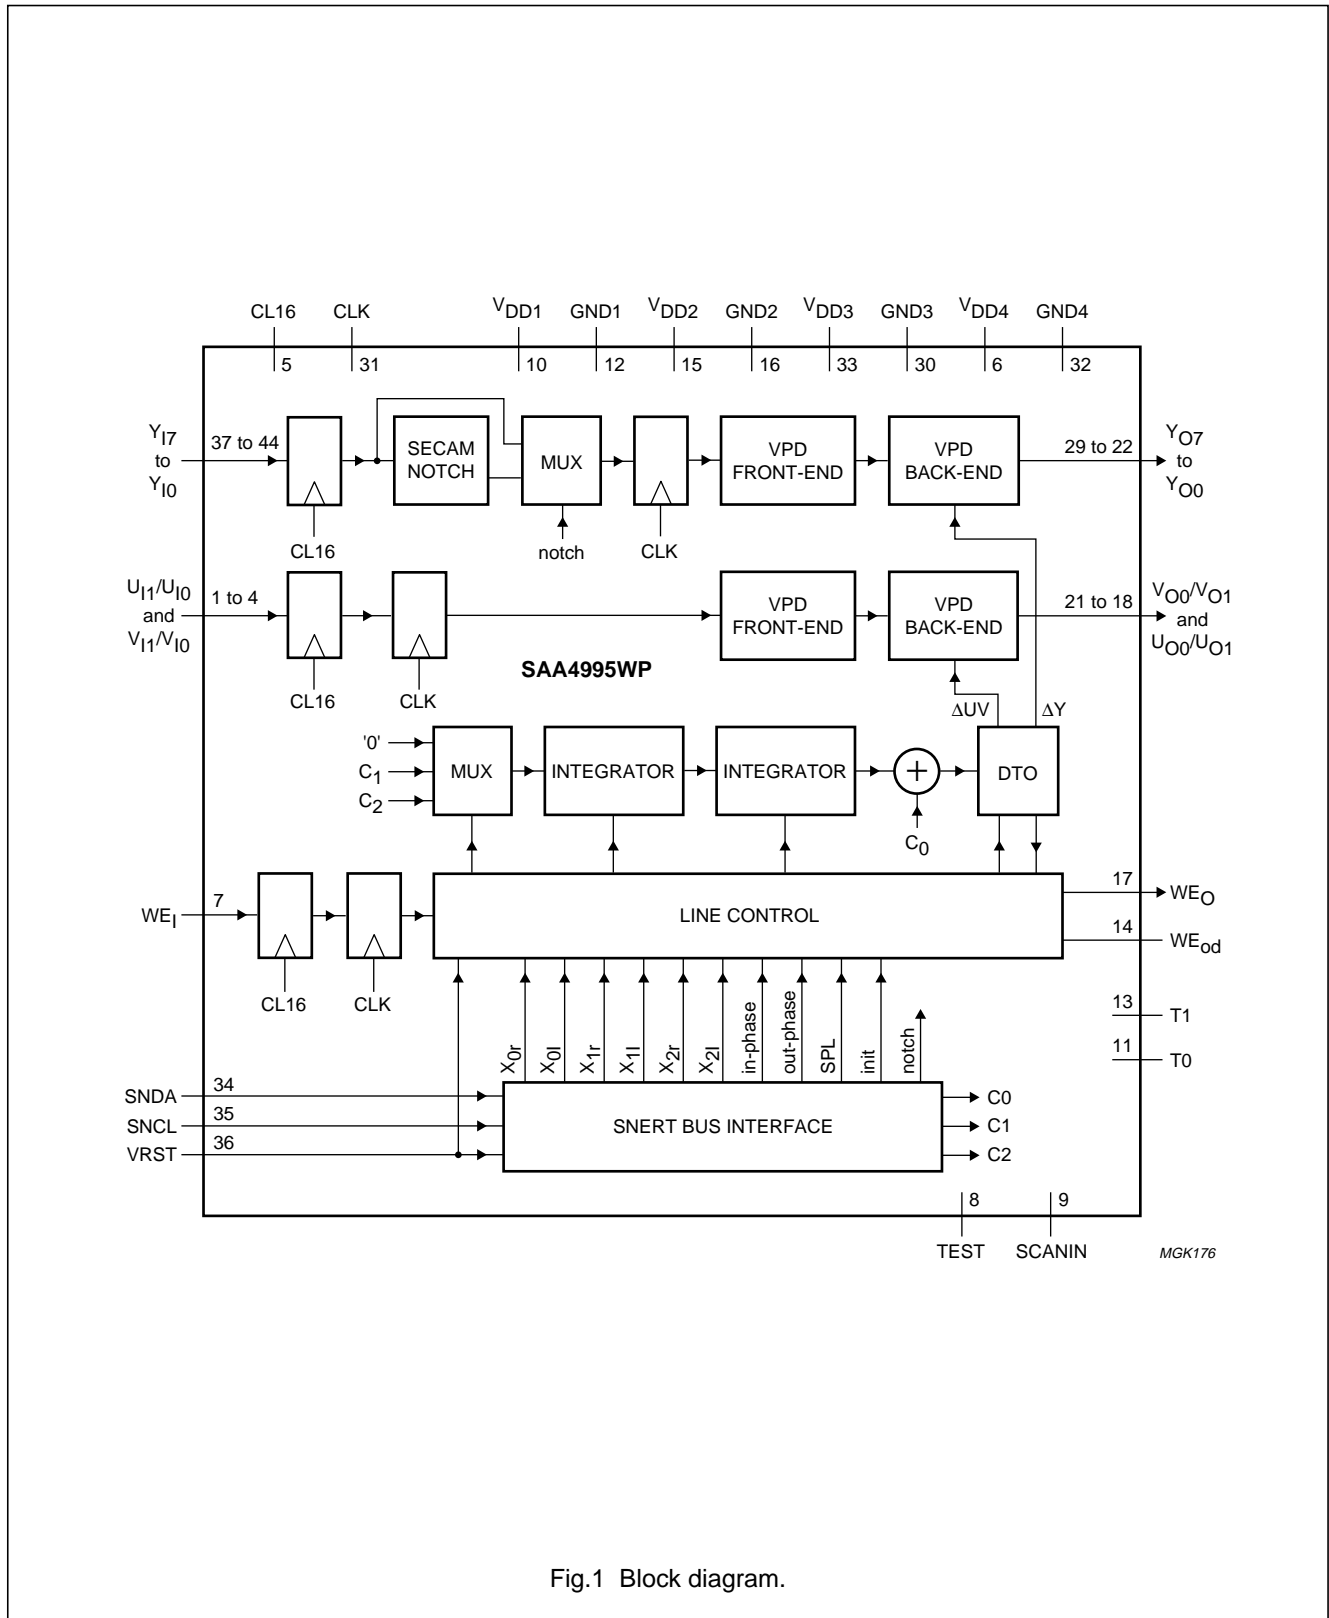 CL16 CLK VDD1 GND1 VDD2 GND2 VDD3 GND3 VDD4 GND4
5 31 10 12 15 16 33 30 6 32
YI7 to YI0
37 to 44
SECAM NOTCH
MUX
VPD FRONT-END
VPD BACK-END
29 to 22
YO7 to YO0
CL16
notch
CLK
UI1/UI0 and VI1/VI0
1 to 4
VPD FRONT-END
VPD BACK-END
21 to 18
VO0/VO1 and UO0/UO1
SAA4995WP
CL16
CLK
ΔUV
ΔY
'0'
C1
C2
MUX
INTEGRATOR
INTEGRATOR
+
DTO
C0
WEI
7
LINE CONTROL
17
WEO
14
WEod
CL16
CLK
13
T1
11
T0
X0r
X0l
X1r
X1l
X2r
X2l
in-phase
out-phase
SPL
init
notch
SNDA
34
SNCL
35
VRST
36
SNERT BUS INTERFACE
C0
C1
C2
8
9
TEST
SCANIN
MGK176
Fig.1 Block diagram.